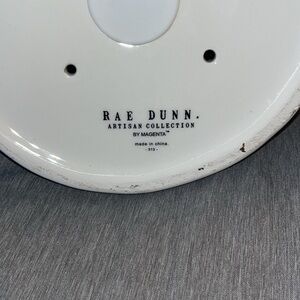 RAE DUNN.
ARTISAN COLLECTION
BY MAGENTA™
made in china.